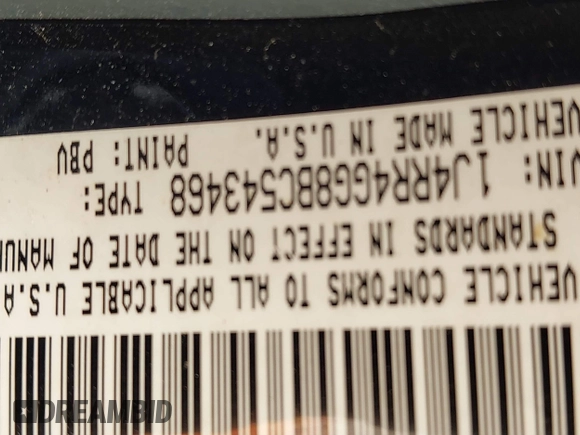 VEHICLE CONFORMS TO ALL APPLICABLE U.S.A
STANDARDS IN EFFECT ON THE DATE OF MANU
VIN: 1J4RR4GG8BC543468 TYPE:
VEHICLE MADE IN U.S.A. PAINT: PBV
DREAMBID